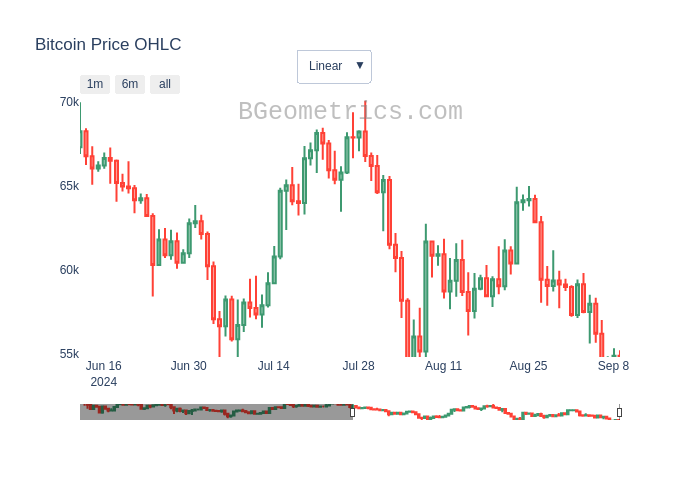 Bitcoin Price OHLC
Linear ▼
1m 6m all
BGeometrics.com
70k
65k
60k
55k
Jun 16 Jun 30 Jul 14 Jul 28 Aug 11 Aug 25 Sep 8
2024